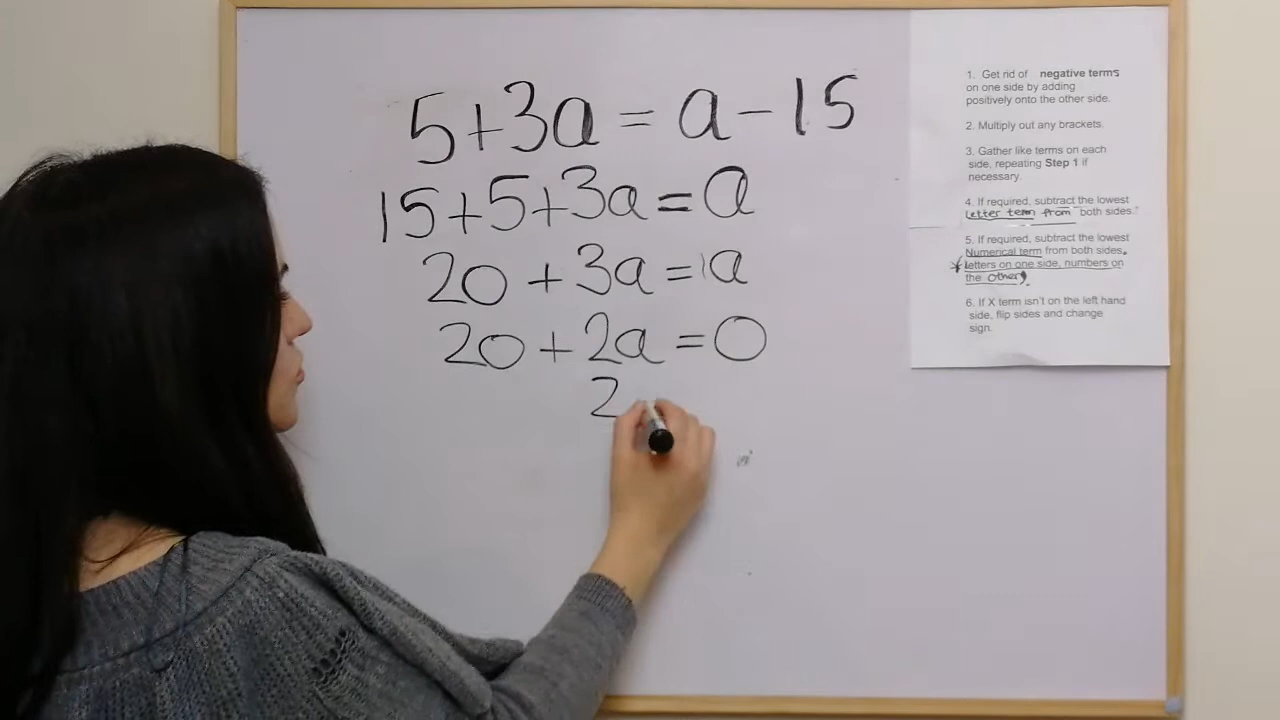 5+3a = a-15
15+5+3a = a
20 + 3a = 1a
20 + 2a = 0
2
1. Get rid of negative terms
on one side by adding
positively onto the other side.
2. Multiply out any brackets.
3. Gather like terms on each
side, repeating Step 1 if
necessary.
4. If required, subtract the lowest
letter term from both sides.
5. If required, subtract the lowest
Numerical term from both sides.
*letters on one side, numbers on
the other).
6. If X term isn't on the left hand
side, flip sides and change
sign.